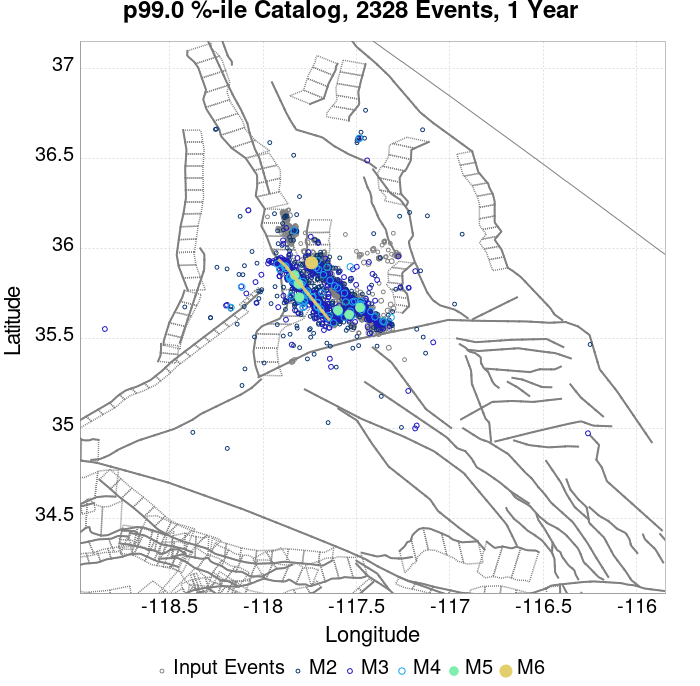 p99.0 %-ile Catalog, 2328 Events, 1 Year
37
36.5
36
35.5
35
34.5
Latitude
-118.5 -118 -117.5 -117 -116.5 -116
Longitude
Input Events M2 M3 M4 M5 M6